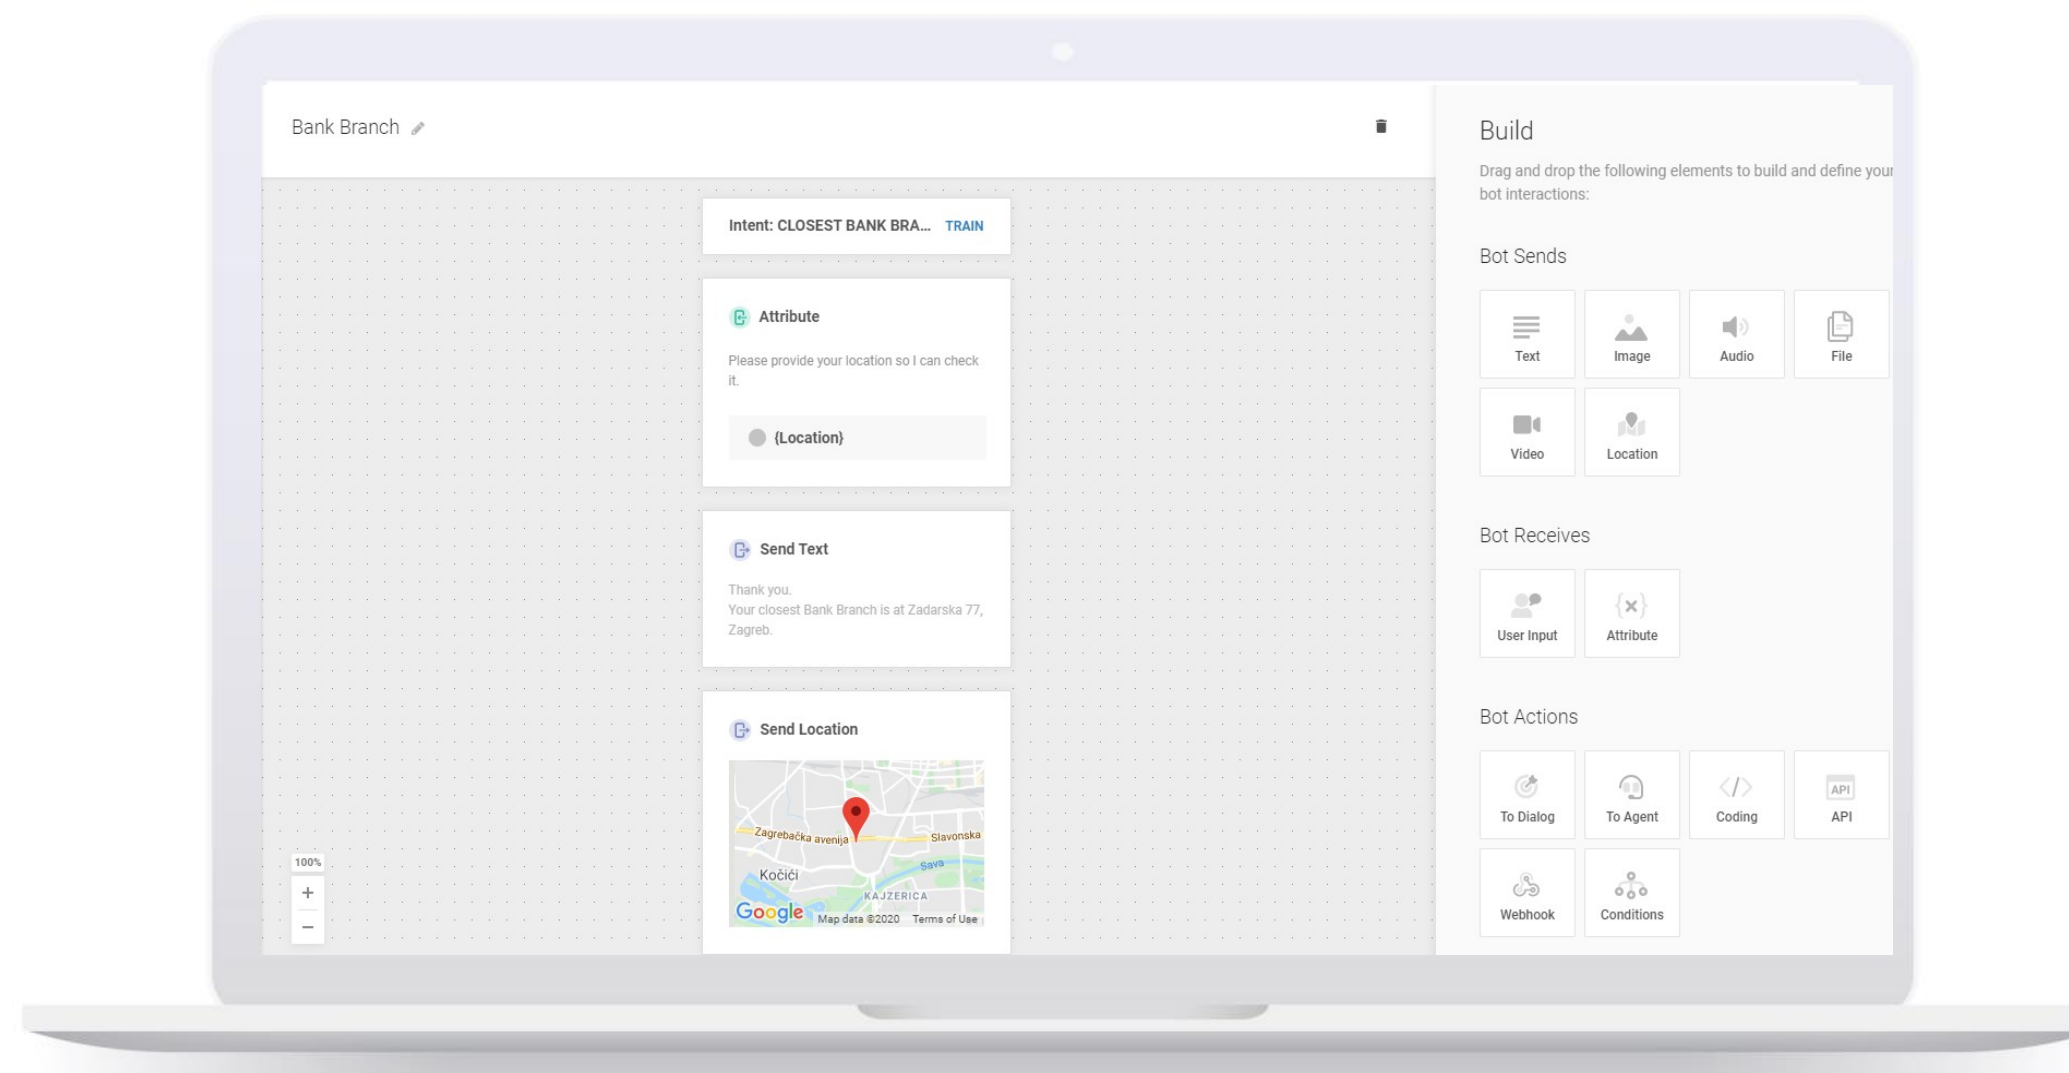 Bank Branch
Intent: CLOSEST BANK BRA... TRAIN
Attribute
Please provide your location so I can check
it.
{Location}
Send Text
Thank you.
Your closest Bank Branch is at Zadarska 77,
Zagreb.
Send Location
Zagrebačka avenija
Slavonska
Sava
Kočići
KAJZERICA
Google
Map data ©2020 Terms of Use
100%
+
−
Build
Drag and drop the following elements to build and define your
bot interactions:
Bot Sends
Text Image Audio File
Video Location
Bot Receives
{x}
User Input Attribute
Bot Actions
</> API
To Dialog To Agent Coding API
Webhook Conditions